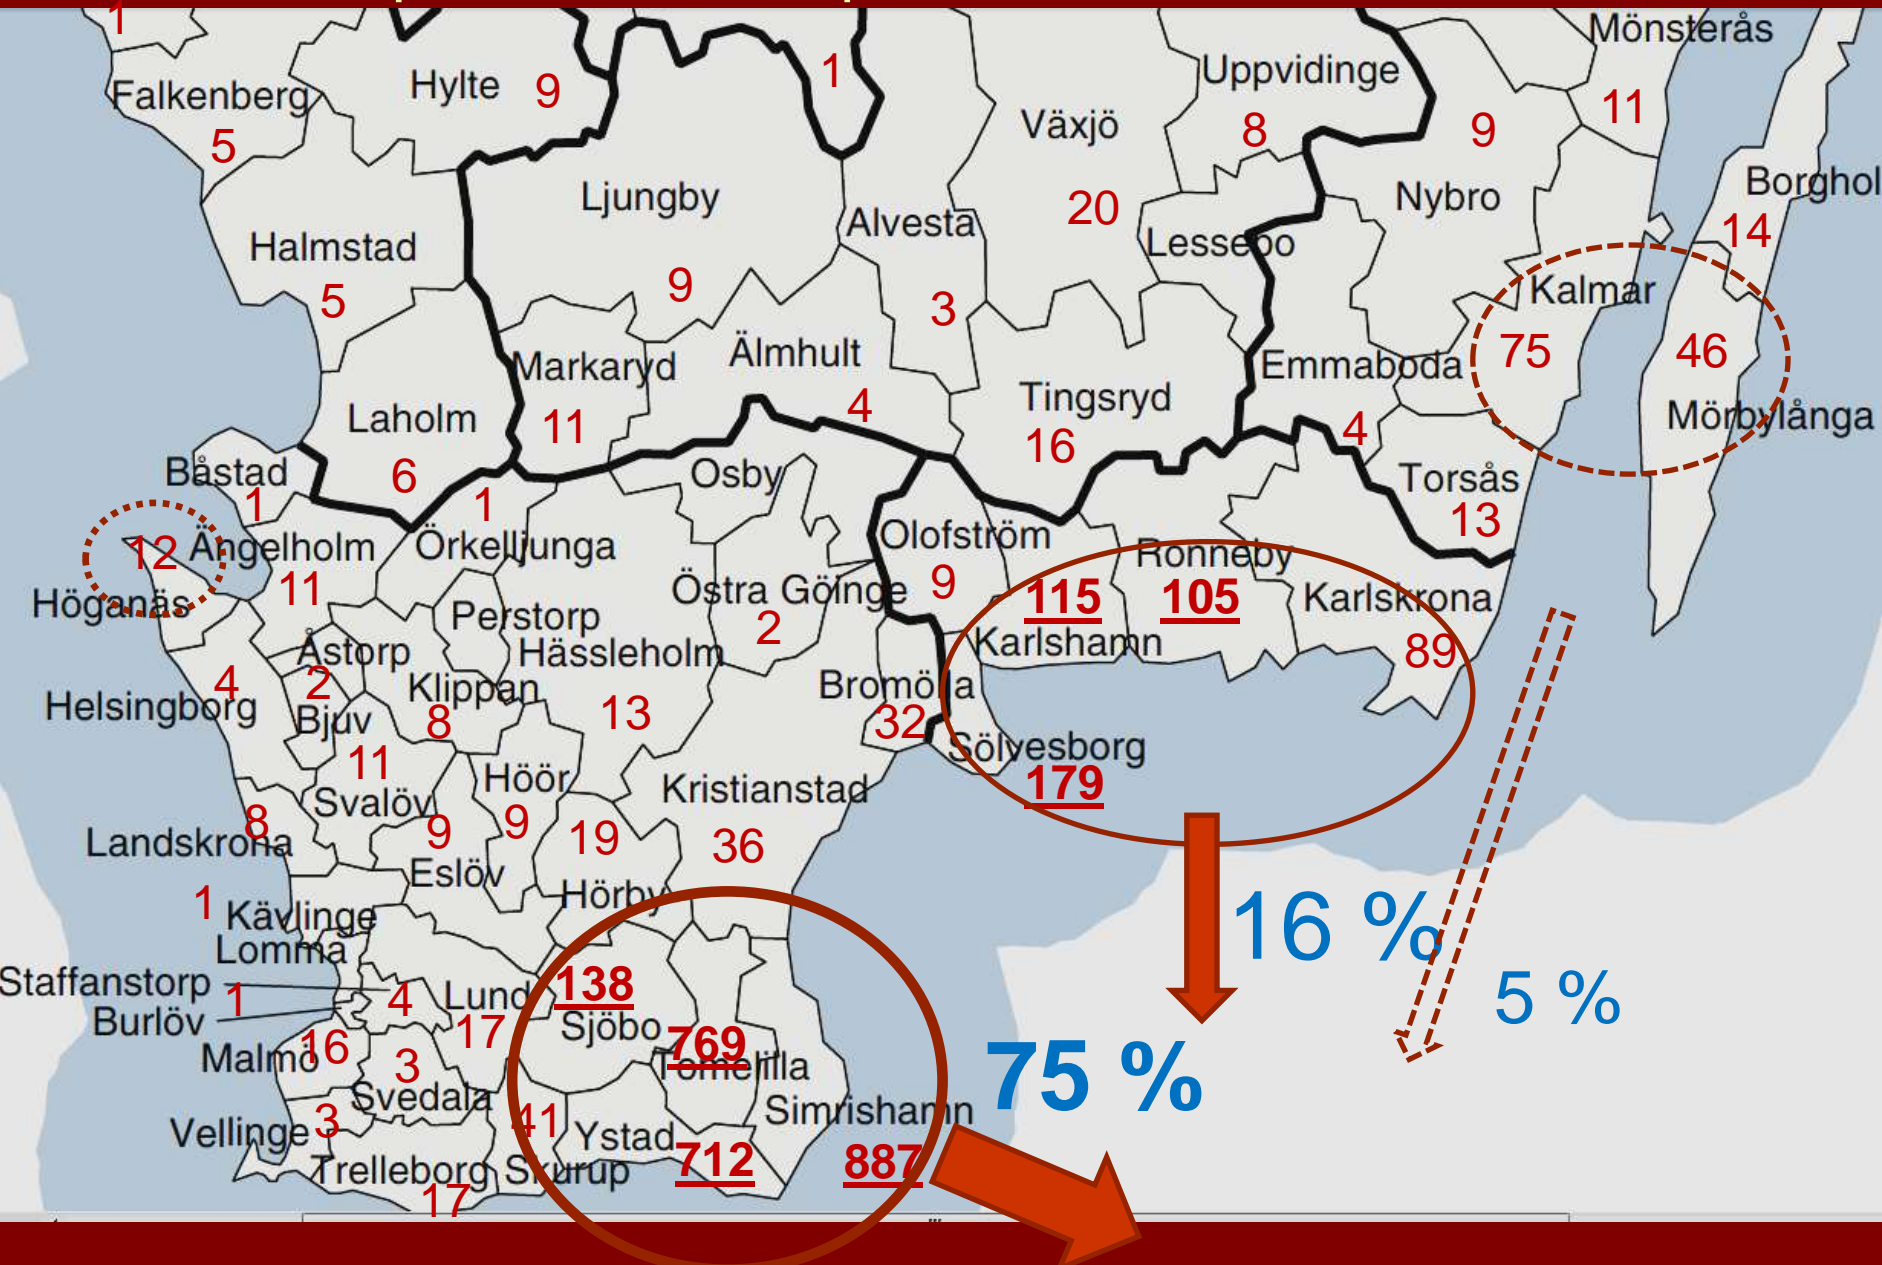 1
Mönsterås
Hylte
9
1
Uppvidinge
Falkenberg
11
Växjö
8
9
5
Ljungby
Nybro
Borghol
20
Alvesta
14
Halmstad
Lessebo
9
Kalmar
5
3
Markaryd
Älmhult
Emmaboda
75
46
Laholm
11
4
Tingsryd
4
Mörbylånga
16
Båstad
6
Osby
Torsås
1
1
13
12
Ängelholm
Örkelljunga
Olofström
Ronneby
11
Östra Göinge
9
115
105
Karlskrona
Höganäs
Perstorp
2
Karlshamn
Åstorp
Hässleholm
89
4
2
Klippan
Bromölla
Helsingborg
Bjuv
8
13
32
11
Sölvesborg
Höör
179
Svalöv
Kristianstad
8
9
9
19
36
Landskrona
Eslöv
1
Hörby
16 %
Kävlinge
Lomma
Staffanstorp
138
5 %
1
4
Lund
Burlöv
17
Sjöbo
769
Malmö
16
3
Tomelilla
75 %
Svedala
Simrishamn
Vellinge
3
41
Ystad
Trelleborg
Skurup
712
887
17